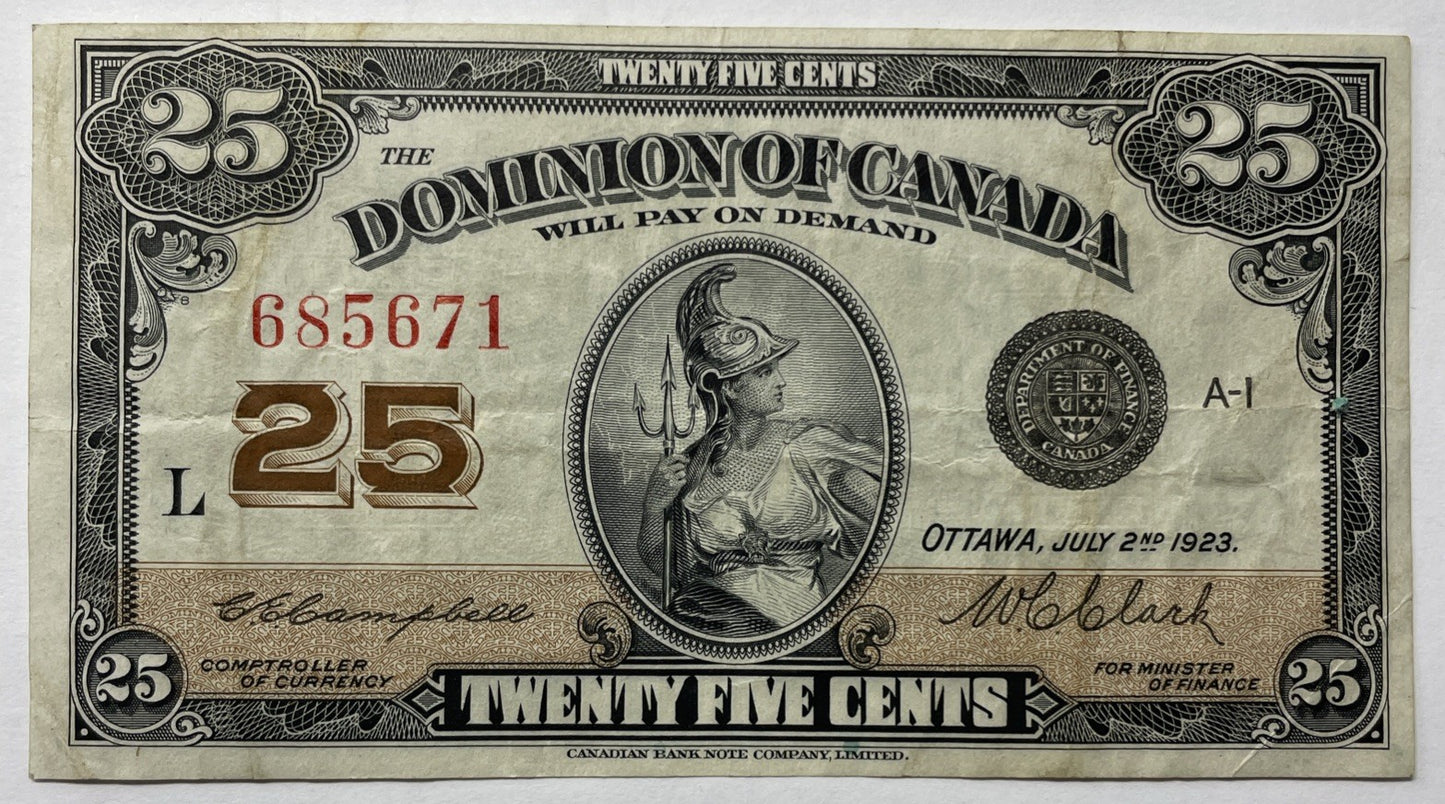 TWENTY FIVE CENTS
25
25
THE
DOMINION OF CANADA
WILL PAY ON DEMAND
685671
25
L
DEPARTMENT OF FINANCE
CANADA
A-1
OTTAWA, JULY 2ND 1923.
C E Campbell
W. C. Clark
COMPTROLLER
OF CURRENCY
FOR MINISTER
OF FINANCE
25
TWENTY FIVE CENTS
25
CANADIAN BANK NOTE COMPANY, LIMITED.